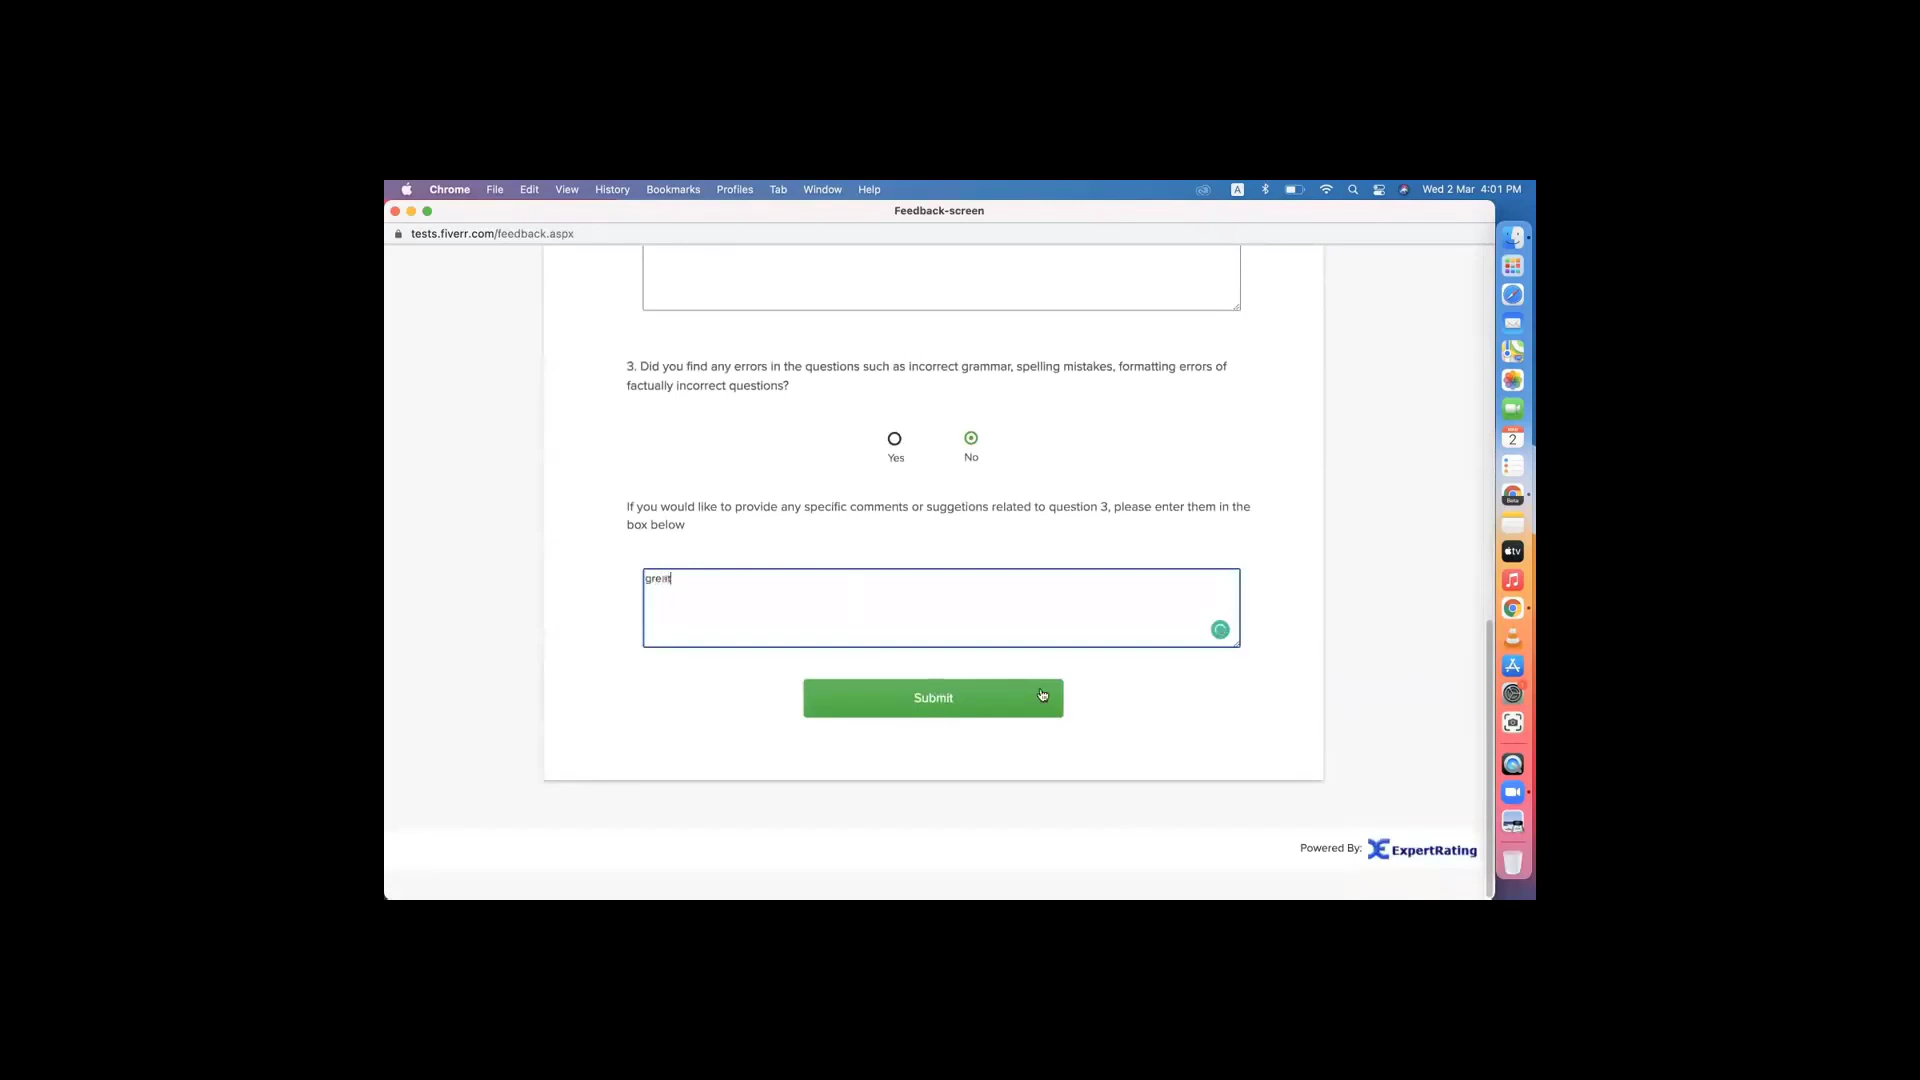 Chrome File Edit View History Bookmarks Profiles Tab Window Help A Wed 2 Mar 4:01 PM
Feedback-screen
tests.fiverr.com/feedback.aspx
3. Did you find any errors in the questions such as incorrect grammar, spelling mistakes, formatting errors of
factually incorrect questions?
Yes No
If you would like to provide any specific comments or suggetions related to question 3, please enter them in the
box below
great
Submit
Powered By: ExpertRating
2
Beta
tv